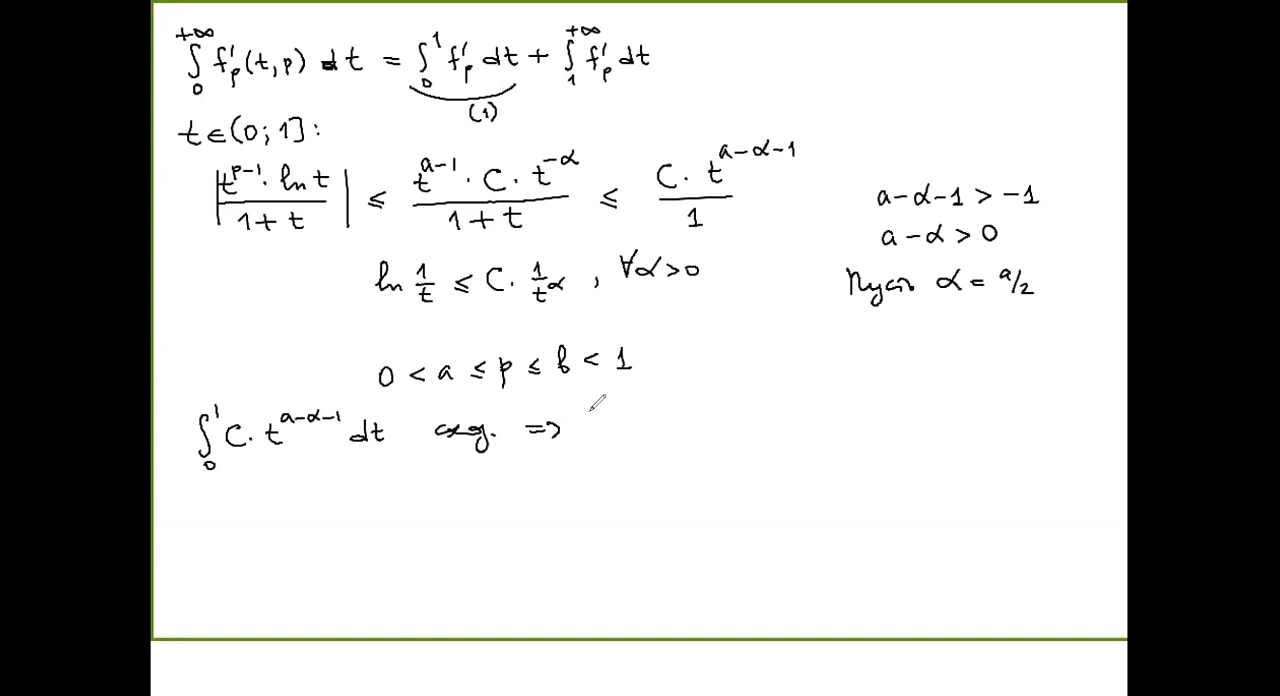 +∞∫0 f'p(t,p) dt = ∫₀¹ f'p dt + ∫₁^{+∞} f'p dt
(1)
t∈(0;1]:
|t^{p-1}·ln t / 1+t| ≤ t^{a-1}·C·t^{-α} / 1+t ≤ C·t^{a-α-1} / 1
a-α-1 > -1
a-α > 0
ln 1/t ≤ C·1/t^α , ∀α>0
Пусть α = a/2
0 < a ≤ p ≤ b < 1
∫₀¹ C·t^{a-α-1} dt сход. =>